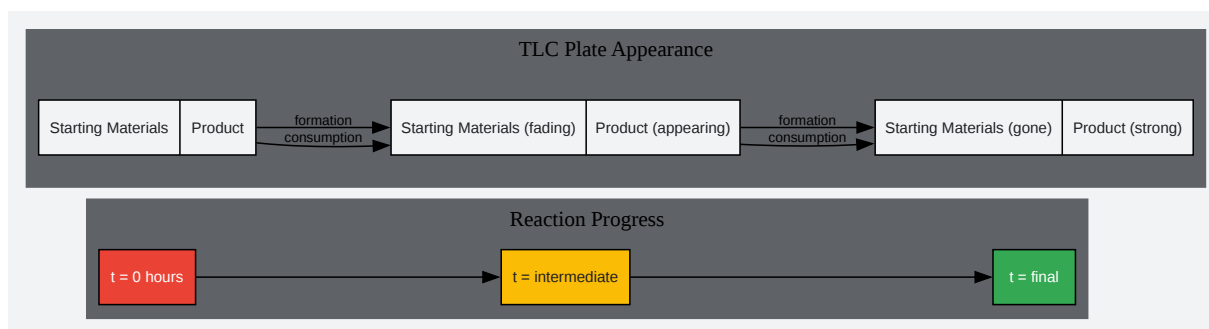 TLC Plate Appearance
Starting Materials
Product
formation
consumption
Starting Materials (fading)
Product (appearing)
formation
consumption
Starting Materials (gone)
Product (strong)
Reaction Progress
t = 0 hours
t = intermediate
t = final